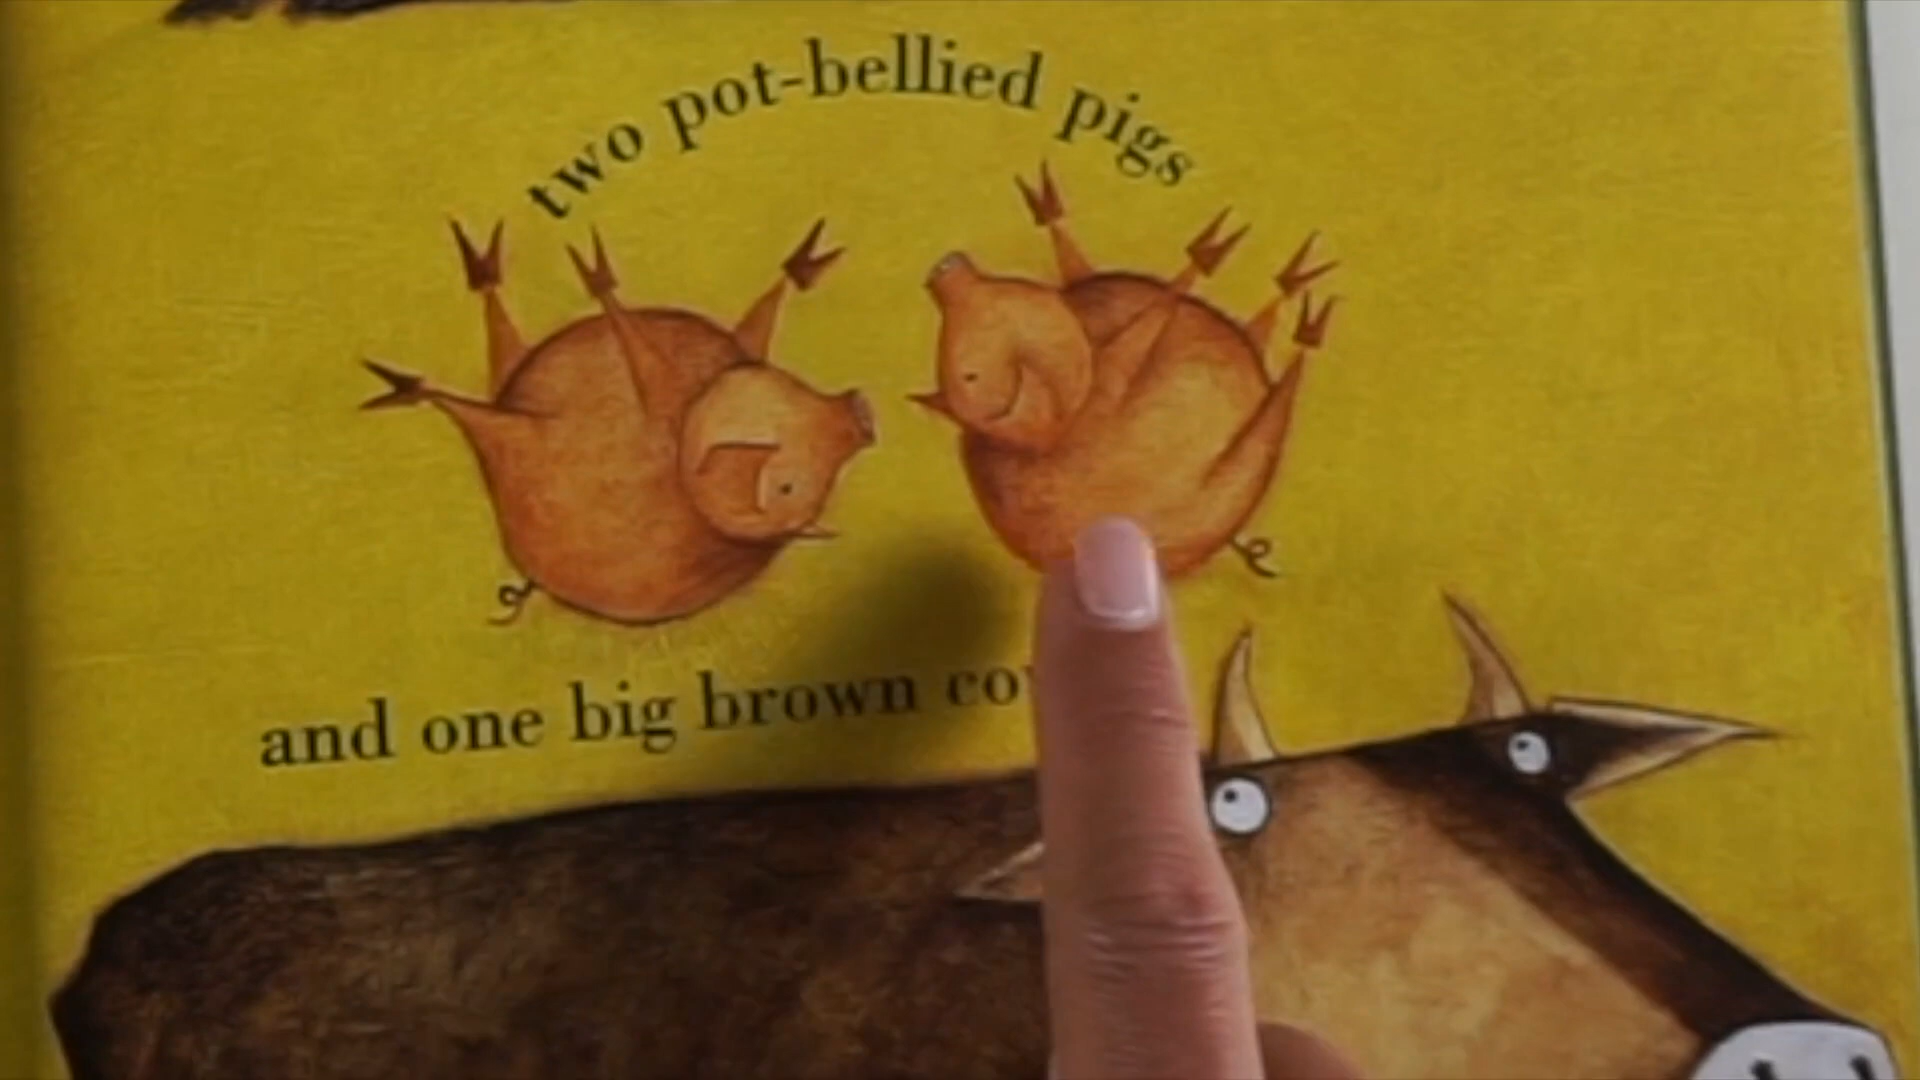 two pot-bellied pigs
and one big brown